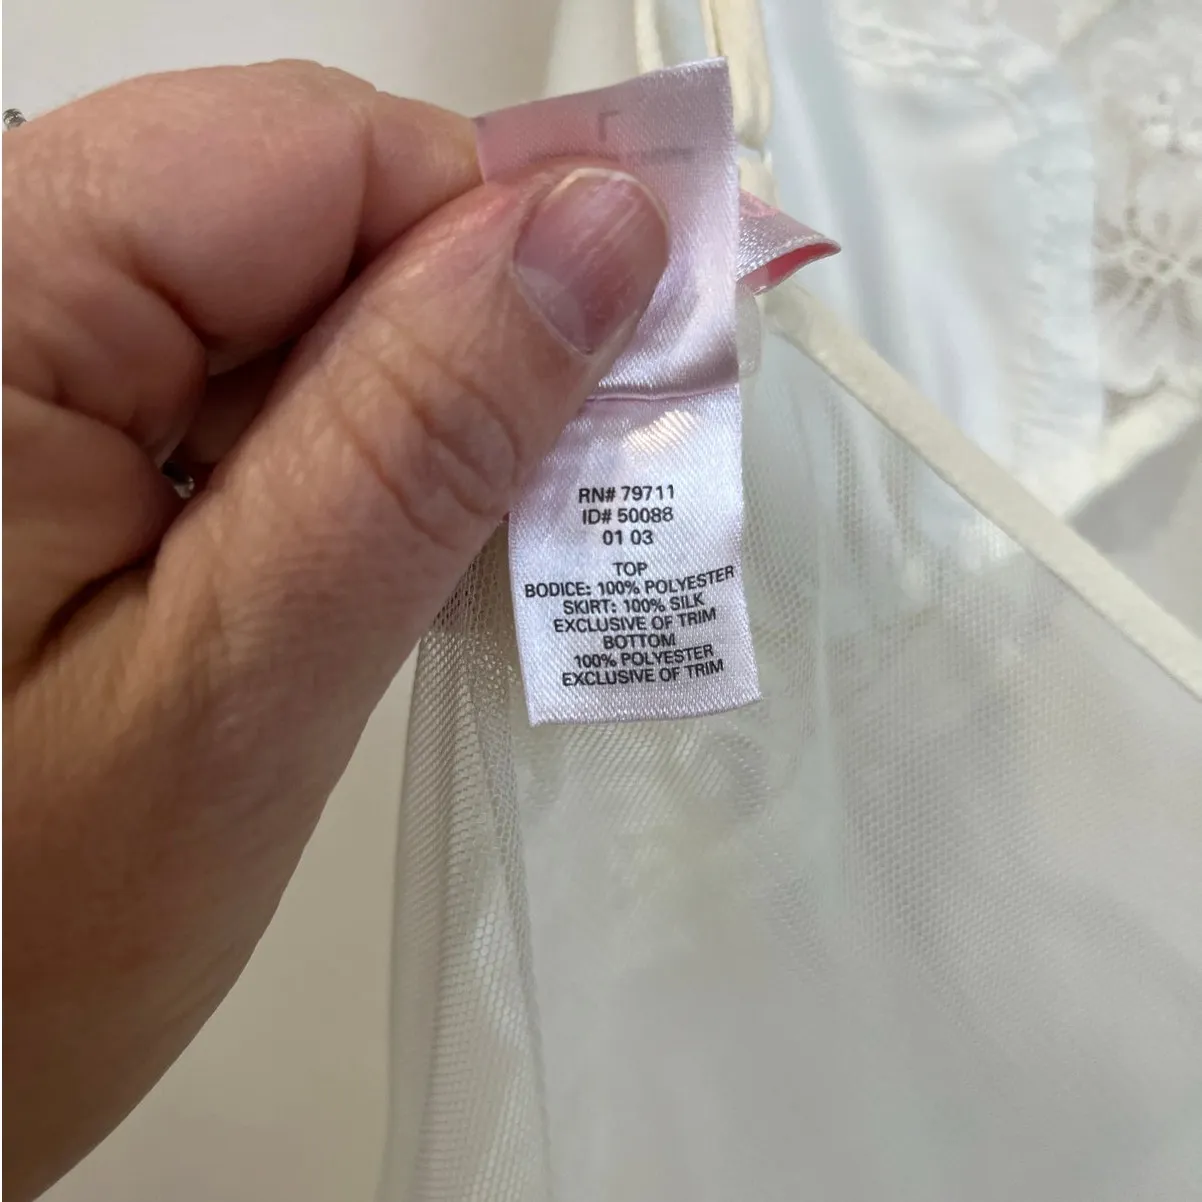 RN# 79711
ID# 50088
01 03
TOP
BODICE: 100% POLYESTER
SKIRT: 100% SILK
EXCLUSIVE OF TRIM
BOTTOM
100% POLYESTER
EXCLUSIVE OF TRIM